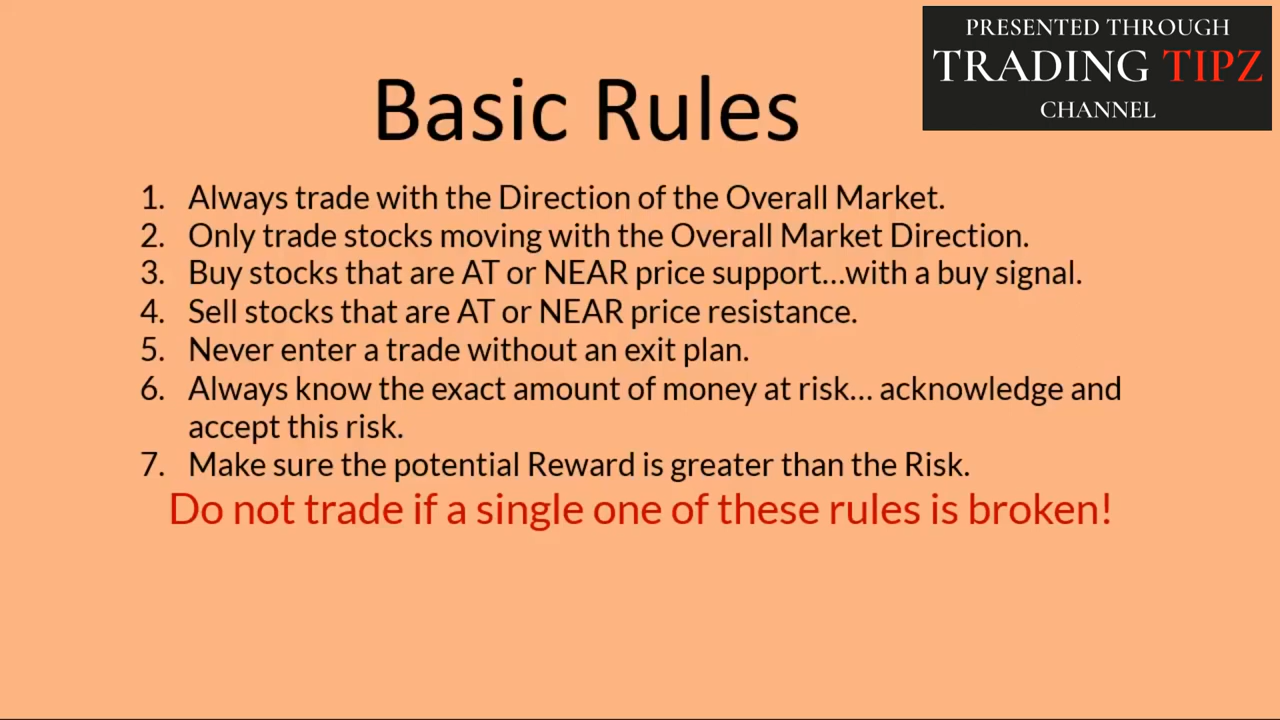 PRESENTED THROUGH
TRADING TIPZ
CHANNEL
Basic Rules
1. Always trade with the Direction of the Overall Market.
2. Only trade stocks moving with the Overall Market Direction.
3. Buy stocks that are AT or NEAR price support...with a buy signal.
4. Sell stocks that are AT or NEAR price resistance.
5. Never enter a trade without an exit plan.
6. Always know the exact amount of money at risk... acknowledge and
accept this risk.
7. Make sure the potential Reward is greater than the Risk.
Do not trade if a single one of these rules is broken!